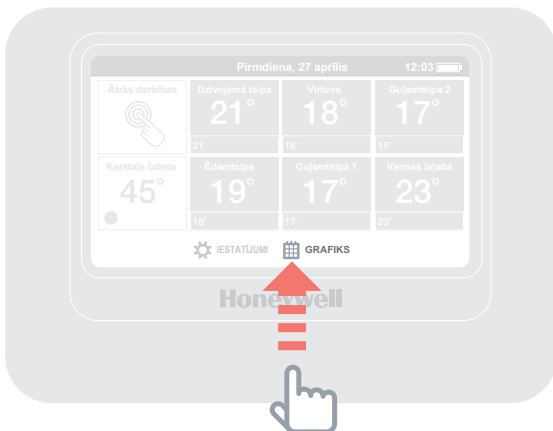 Pirmdiena, 27 aprīlis 12:03
Ātrās darbības
Dzīvojamā telpa
21°
21°
Virtuve
18°
18°
Guļamtelpa 2
17°
15°
Karstais ūdens
45°
Ēdamtelpa
19°
18°
Guļamtelpa 1
17°
17°
Vannas istaba
23°
23°
IESTATĪJUMI
GRAFIKS
Honeywell